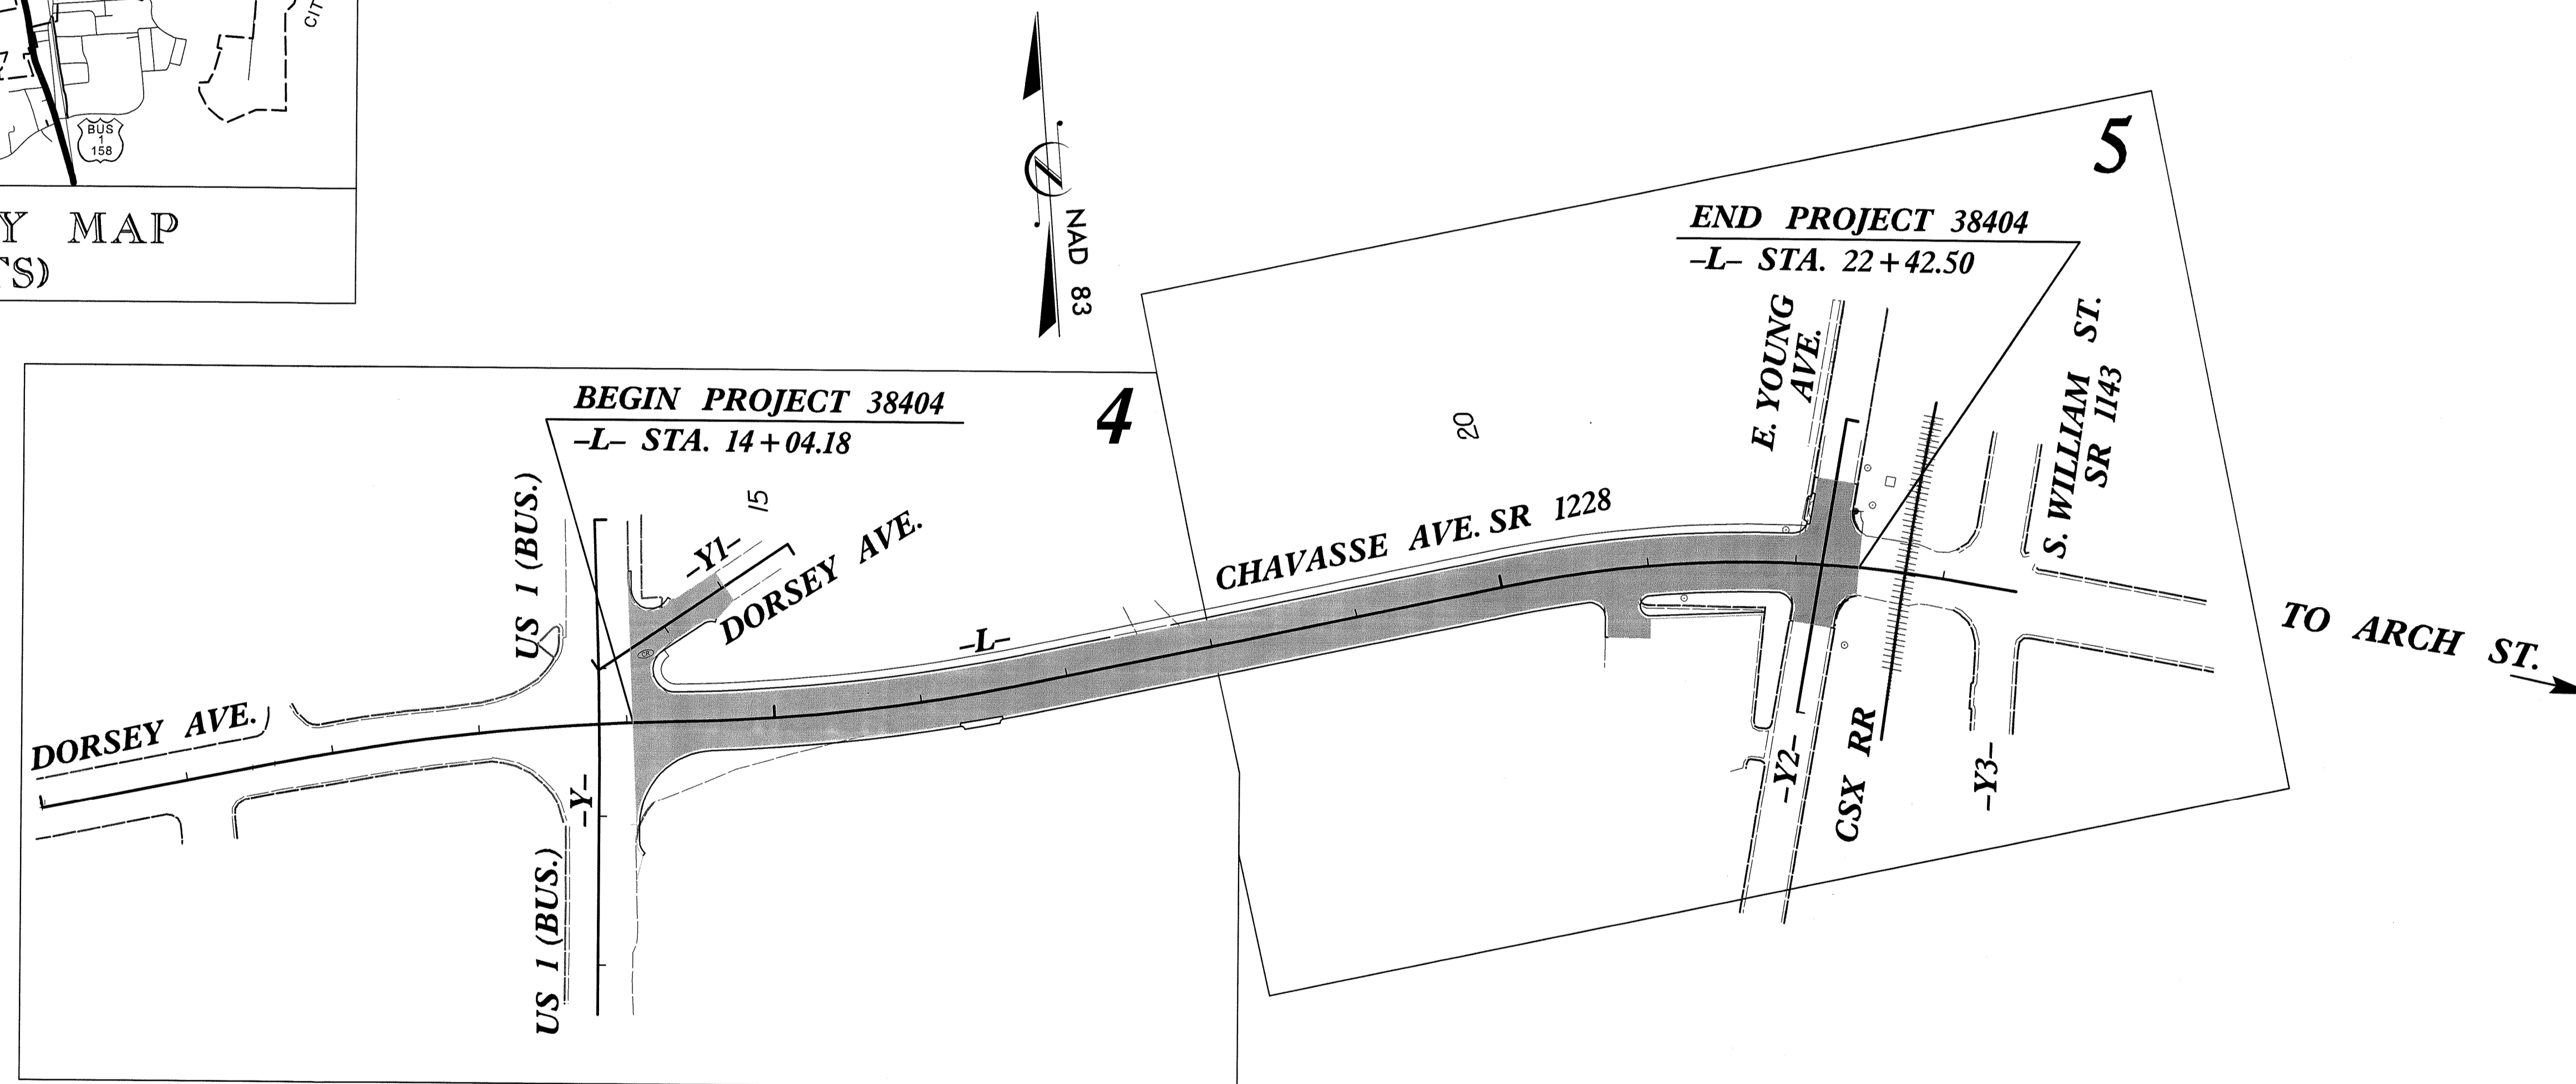 BUS
1
158
CIT
Y MAP
TS)
NAD 83
5
END PROJECT 38404
-L- STA. 22+42.50
4
BEGIN PROJECT 38404
-L- STA. 14+04.18
E. YOUNG
AVE.
S. WILLIAM ST.
SR 1143
20
15
US 1 (BUS.)
-Y1-
DORSEY AVE.
CHAVASSE AVE. SR 1228
-L-
TO ARCH ST.
DORSEY AVE.
-Y-
-Y2-
CSX RR
-Y3-
US 1 (BUS.)